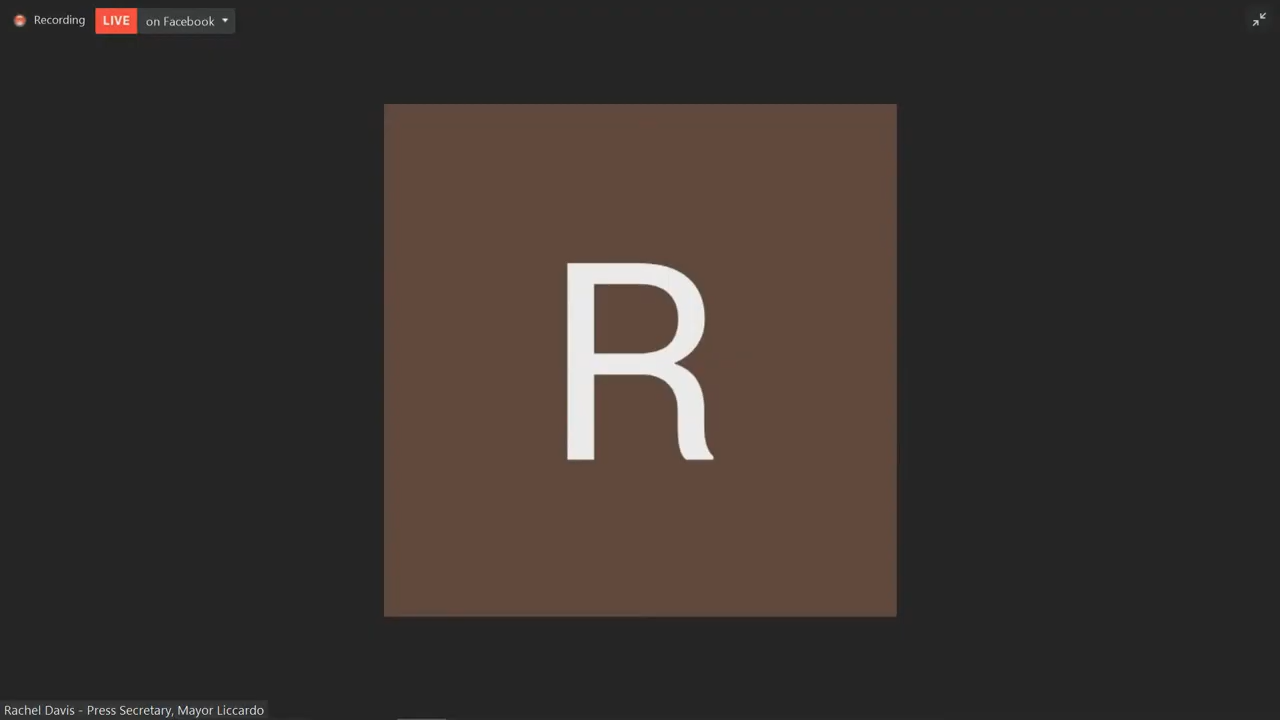 Recording LIVE on Facebook
R
Rachel Davis - Press Secretary, Mayor Liccardo